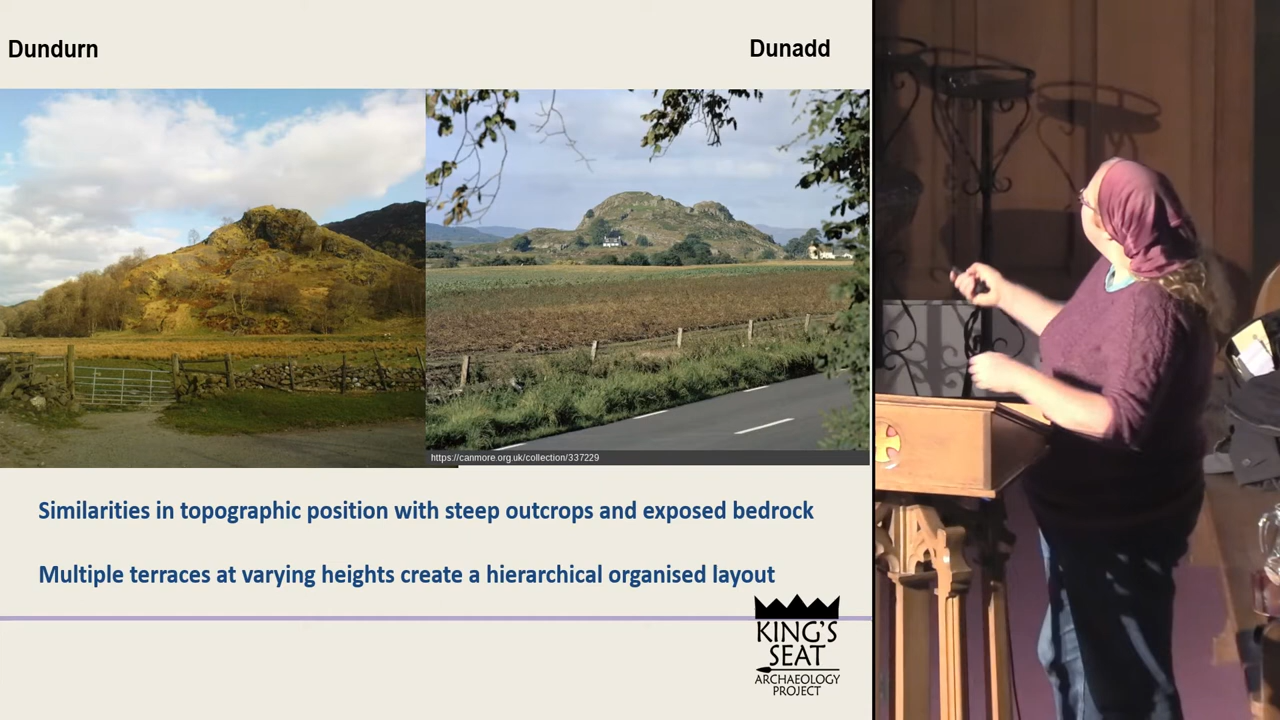 Dundurn
Dunadd
https://canmore.org.uk/collection/337229
Similarities in topographic position with steep outcrops and exposed bedrock
Multiple terraces at varying heights create a hierarchical organised layout
KING'S
SEAT
ARCHAEOLOGY
PROJECT